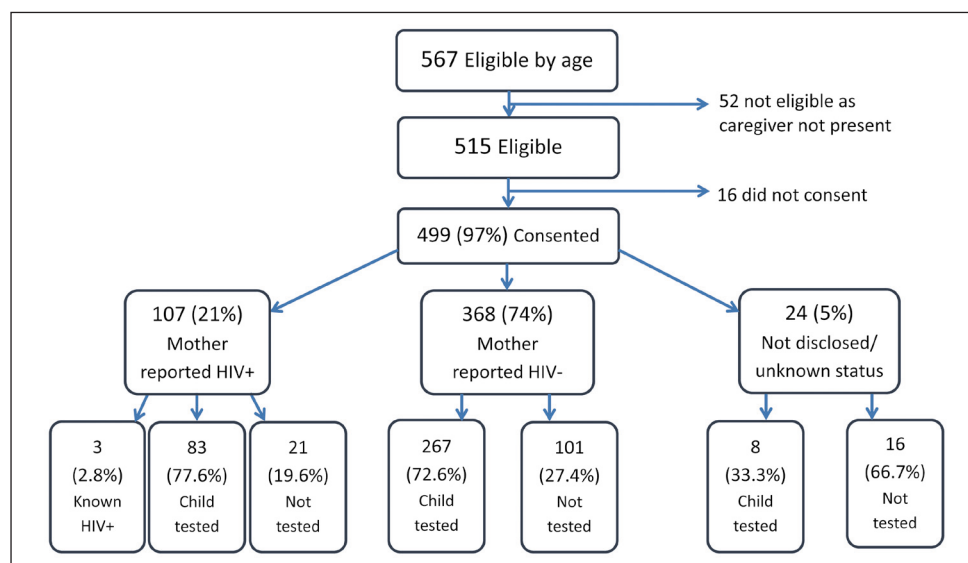 567 Eligible by age
52 not eligible as
caregiver not present
515 Eligible
16 did not consent
499 (97%) Consented
107 (21%)
Mother
reported HIV+
368 (74%)
Mother
reported HIV-
24 (5%)
Not disclosed/
unknown status
3
(2.8%)
Known
HIV+
83
(77.6%)
Child
tested
21
(19.6%)
Not
tested
267
(72.6%)
Child
tested
101
(27.4%)
Not
tested
8
(33.3%)
Child
tested
16
(66.7%)
Not
tested